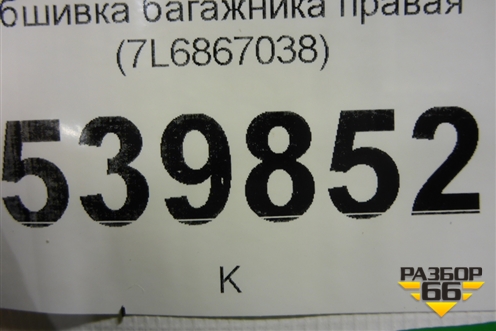 бшивка багажника правая
(7L6867038)
539852
К
РАЗБОР
66